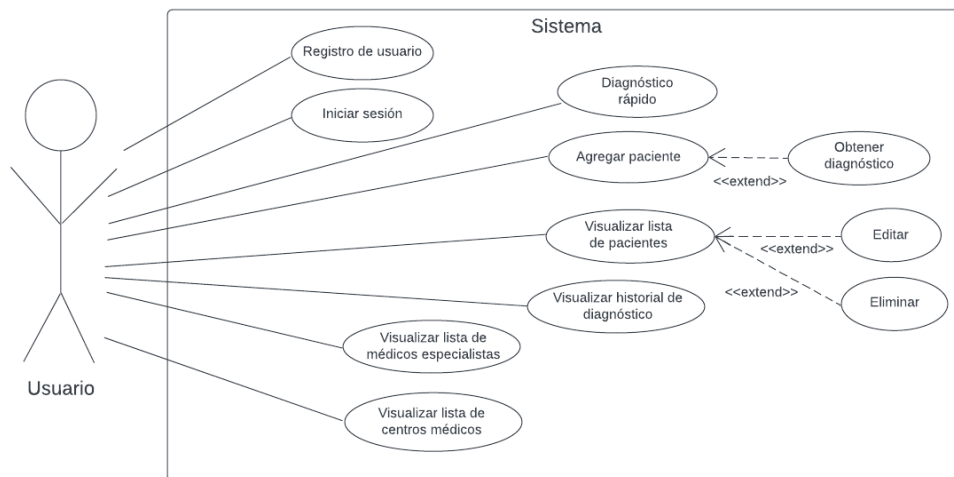 Sistema
Registro de usuario
Iniciar sesión
Diagnóstico
rápido
Agregar paciente
<<extend>>
Obtener
diagnóstico
Visualizar lista
de pacientes
<<extend>>
Editar
<<extend>>
Eliminar
Visualizar historial de
diagnóstico
Visualizar lista de
médicos especialistas
Visualizar lista de
centros médicos
Usuario